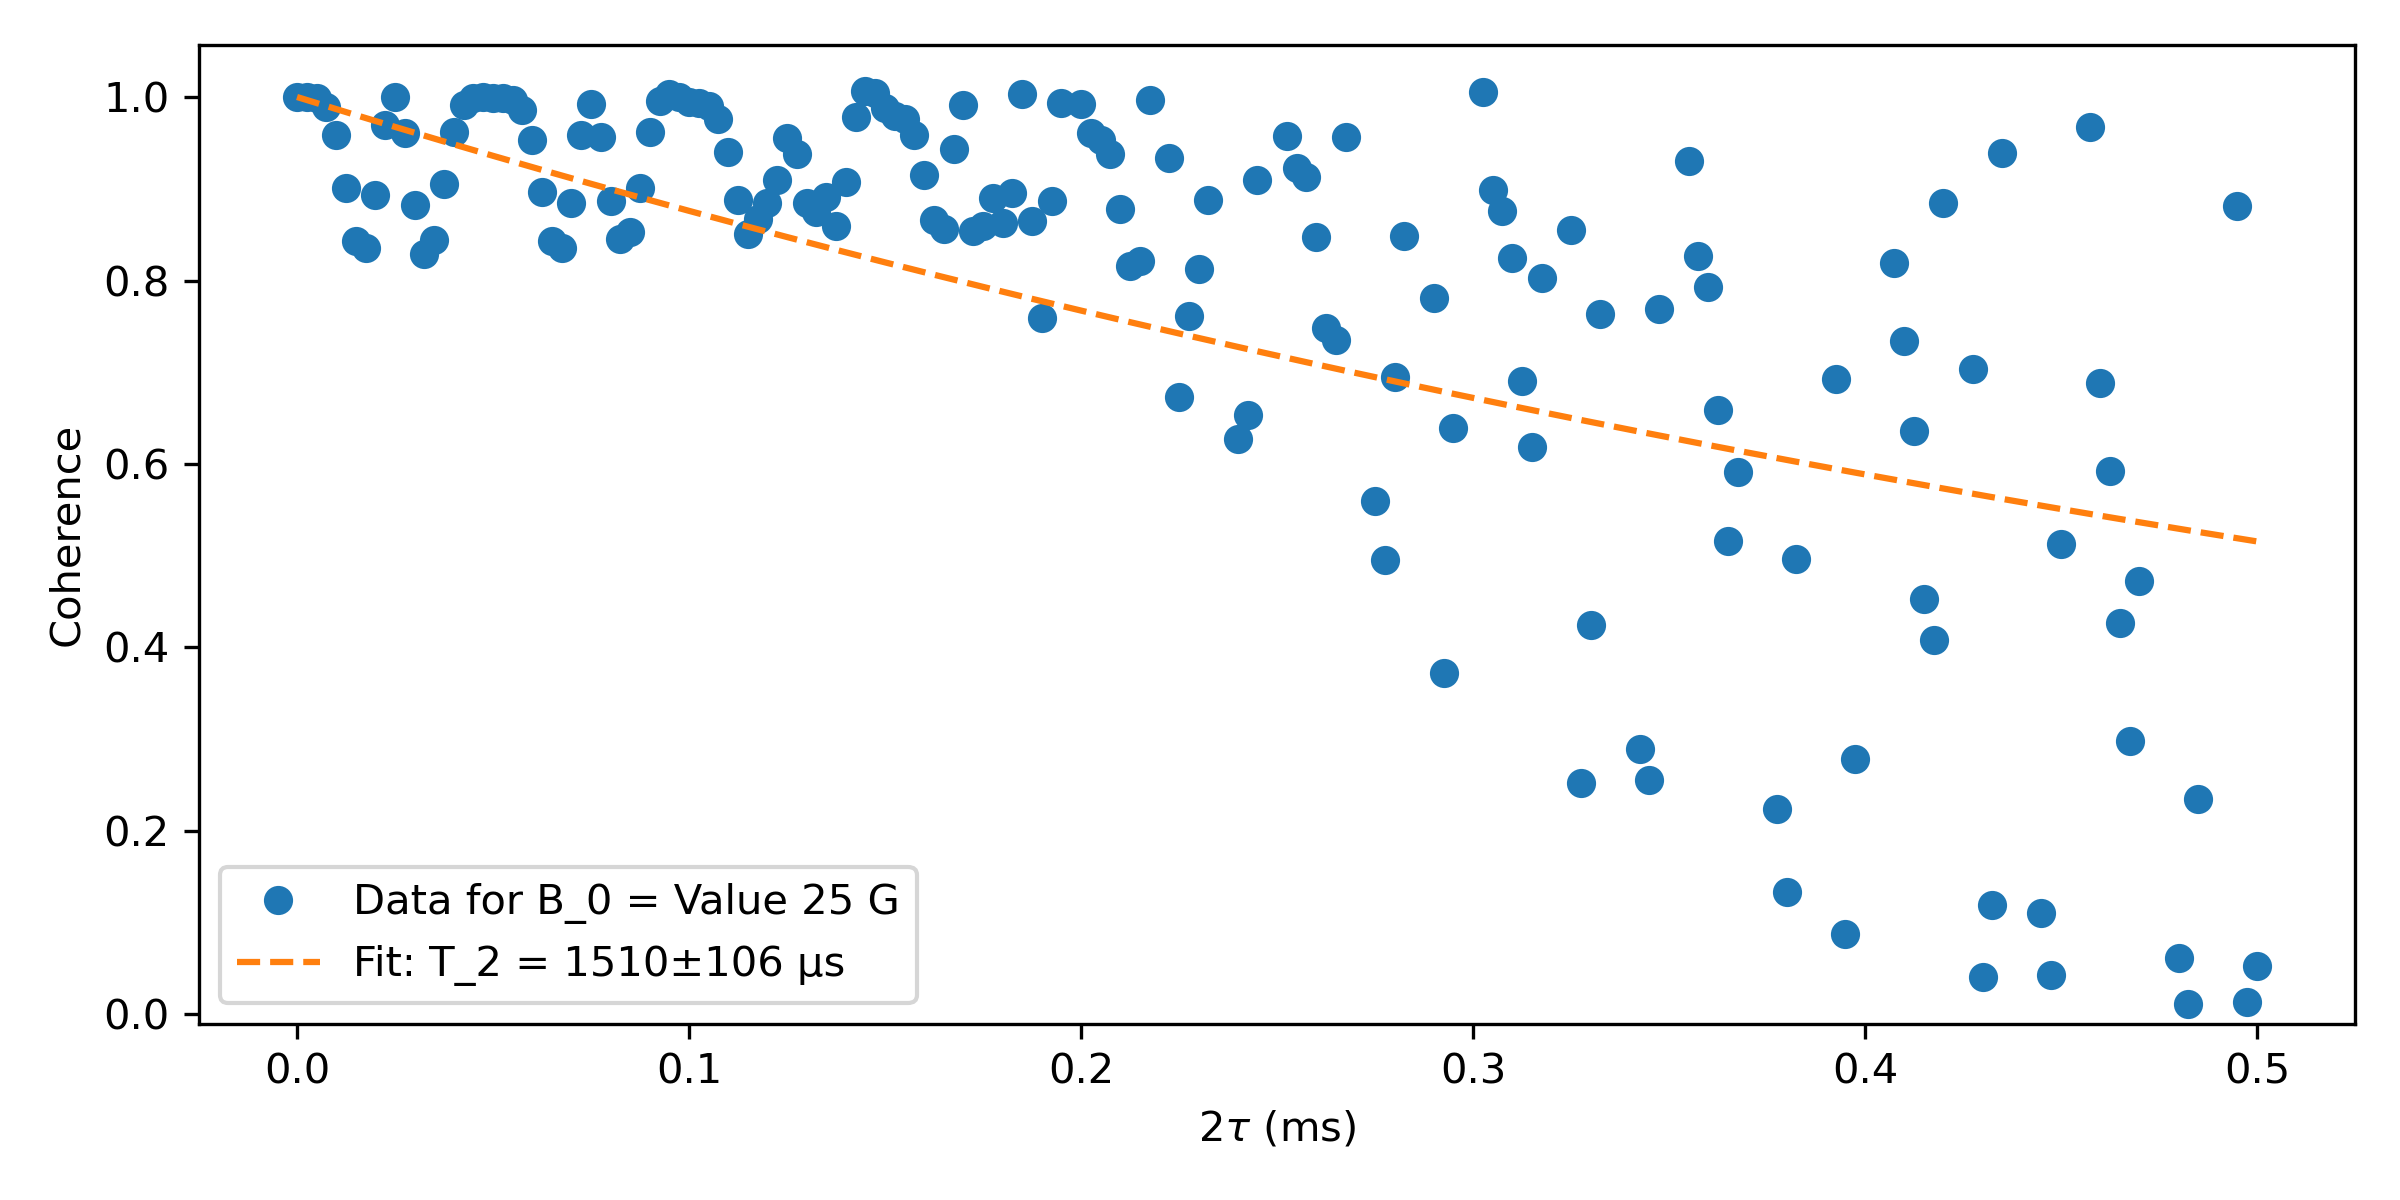 1.0
0.8
0.6
0.4
0.2
0.0
Coherence
Data for B_0 = Value 25 G
Fit: T_2 = 1510±106 μs
0.0 0.1 0.2 0.3 0.4 0.5
2τ (ms)